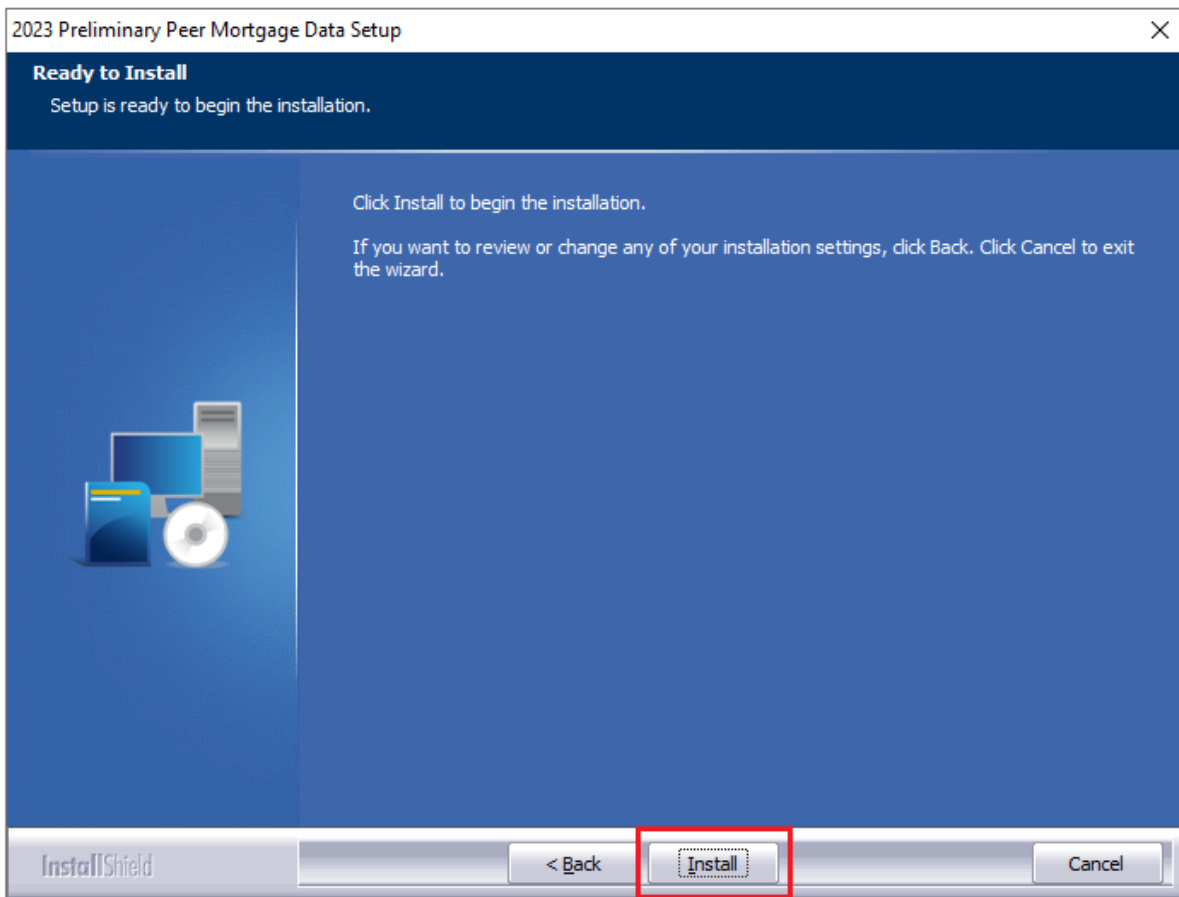 2023 Preliminary Peer Mortgage Data Setup
Ready to Install
Setup is ready to begin the installation.
Click Install to begin the installation.
If you want to review or change any of your installation settings, click Back. Click Cancel to exit
the wizard.
InstallShield
< Back
Install
Cancel